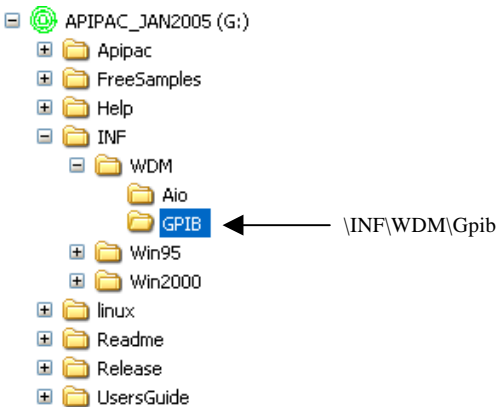 APIPAC_JAN2005 (G:)
Apipac
FreeSamples
Help
INF
WDM
Aio
GPIB \INF\WDM\Gpib
Win95
Win2000
linux
Readme
Release
UsersGuide